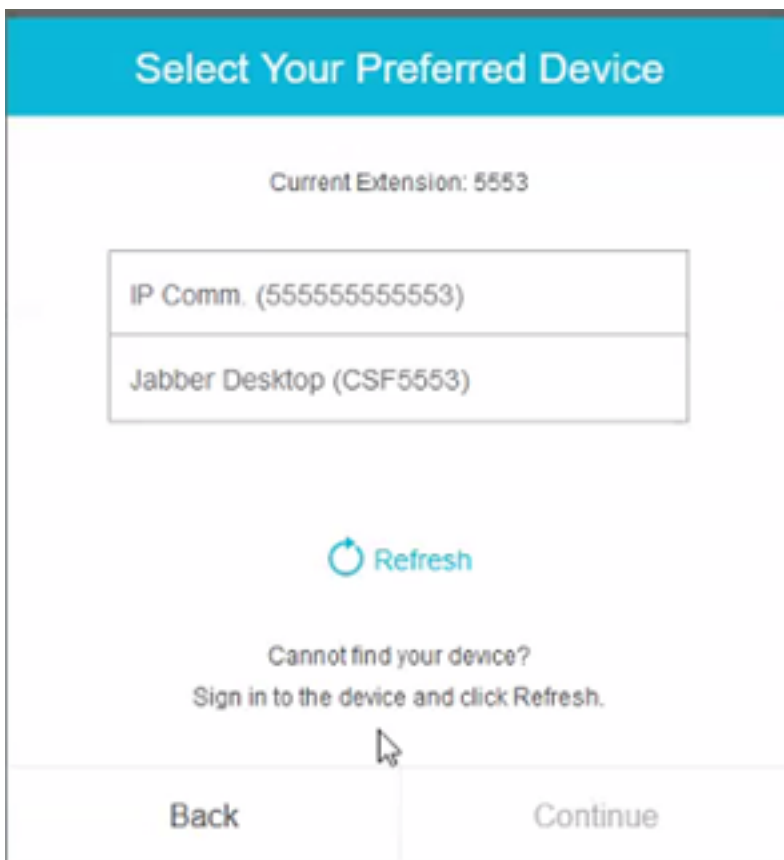 Select Your Preferred Device
Current Extension: 5553
IP Comm. (555555555553)
Jabber Desktop (CSF5553)
Refresh
Cannot find your device?
Sign in to the device and click Refresh.
Back
Continue